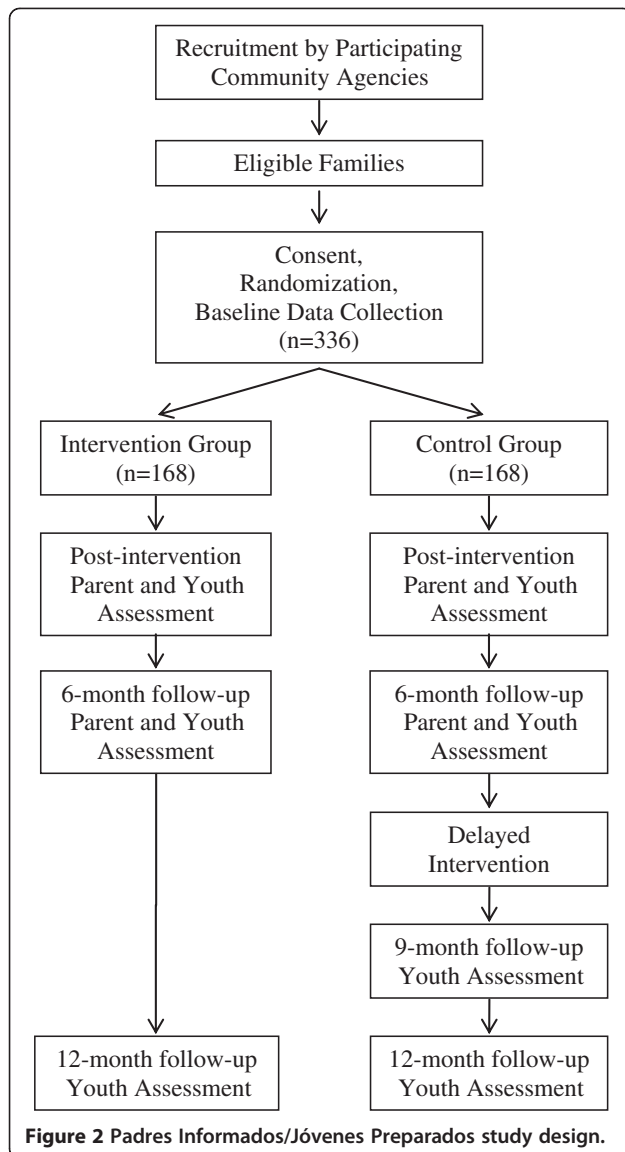 Recruitment by Participating
Community Agencies
Eligible Families
Consent,
Randomization,
Baseline Data Collection
(n=336)
Intervention Group
(n=168)
Control Group
(n=168)
Post-intervention
Parent and Youth
Assessment
Post-intervention
Parent and Youth
Assessment
6-month follow-up
Parent and Youth
Assessment
6-month follow-up
Parent and Youth
Assessment
Delayed
Intervention
9-month follow-up
Youth Assessment
12-month follow-up
Youth Assessment
12-month follow-up
Youth Assessment
Figure 2 Padres Informados/Jóvenes Preparados study design.